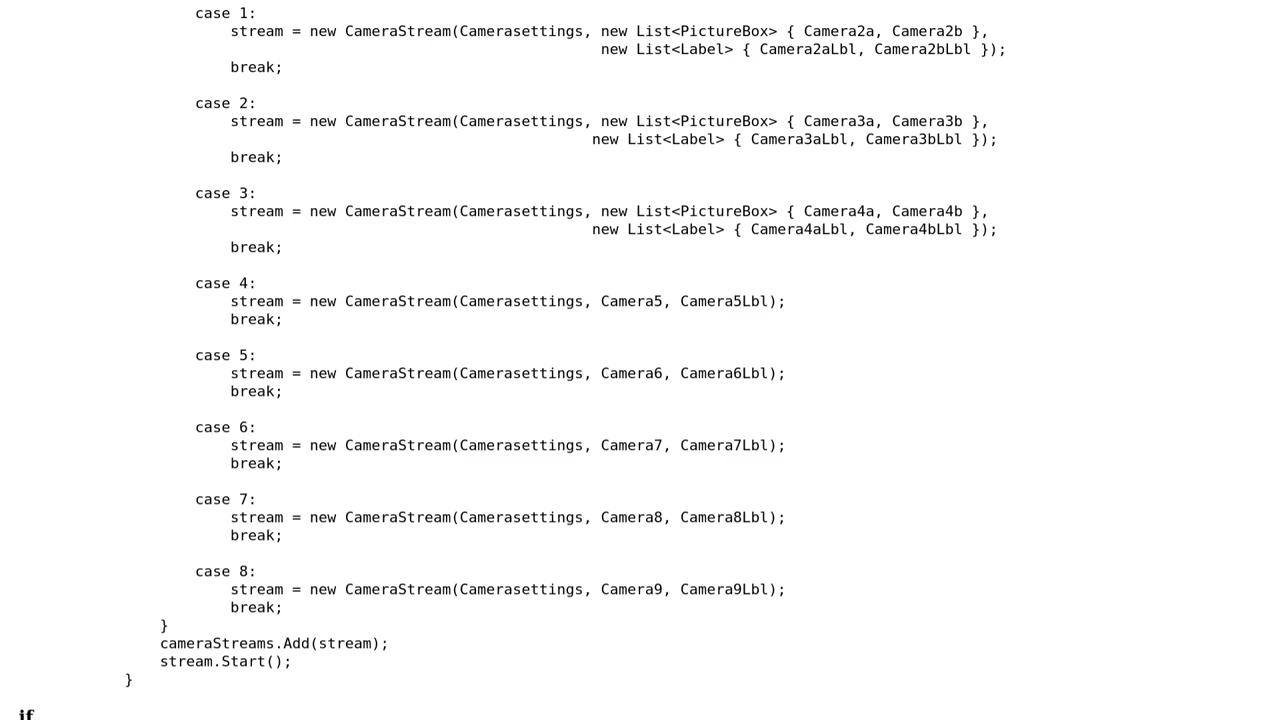 case 1:
stream = new CameraStream(Camerasettings, new List<PictureBox> { Camera2a, Camera2b },
new List<Label> { Camera2aLbl, Camera2bLbl });
break;
case 2:
stream = new CameraStream(Camerasettings, new List<PictureBox> { Camera3a, Camera3b },
new List<Label> { Camera3aLbl, Camera3bLbl });
break;
case 3:
stream = new CameraStream(Camerasettings, new List<PictureBox> { Camera4a, Camera4b },
new List<Label> { Camera4aLbl, Camera4bLbl });
break;
case 4:
stream = new CameraStream(Camerasettings, Camera5, Camera5Lbl);
break;
case 5:
stream = new CameraStream(Camerasettings, Camera6, Camera6Lbl);
break;
case 6:
stream = new CameraStream(Camerasettings, Camera7, Camera7Lbl);
break;
case 7:
stream = new CameraStream(Camerasettings, Camera8, Camera8Lbl);
break;
case 8:
stream = new CameraStream(Camerasettings, Camera9, Camera9Lbl);
break;
}
cameraStreams.Add(stream);
stream.Start();
}
if